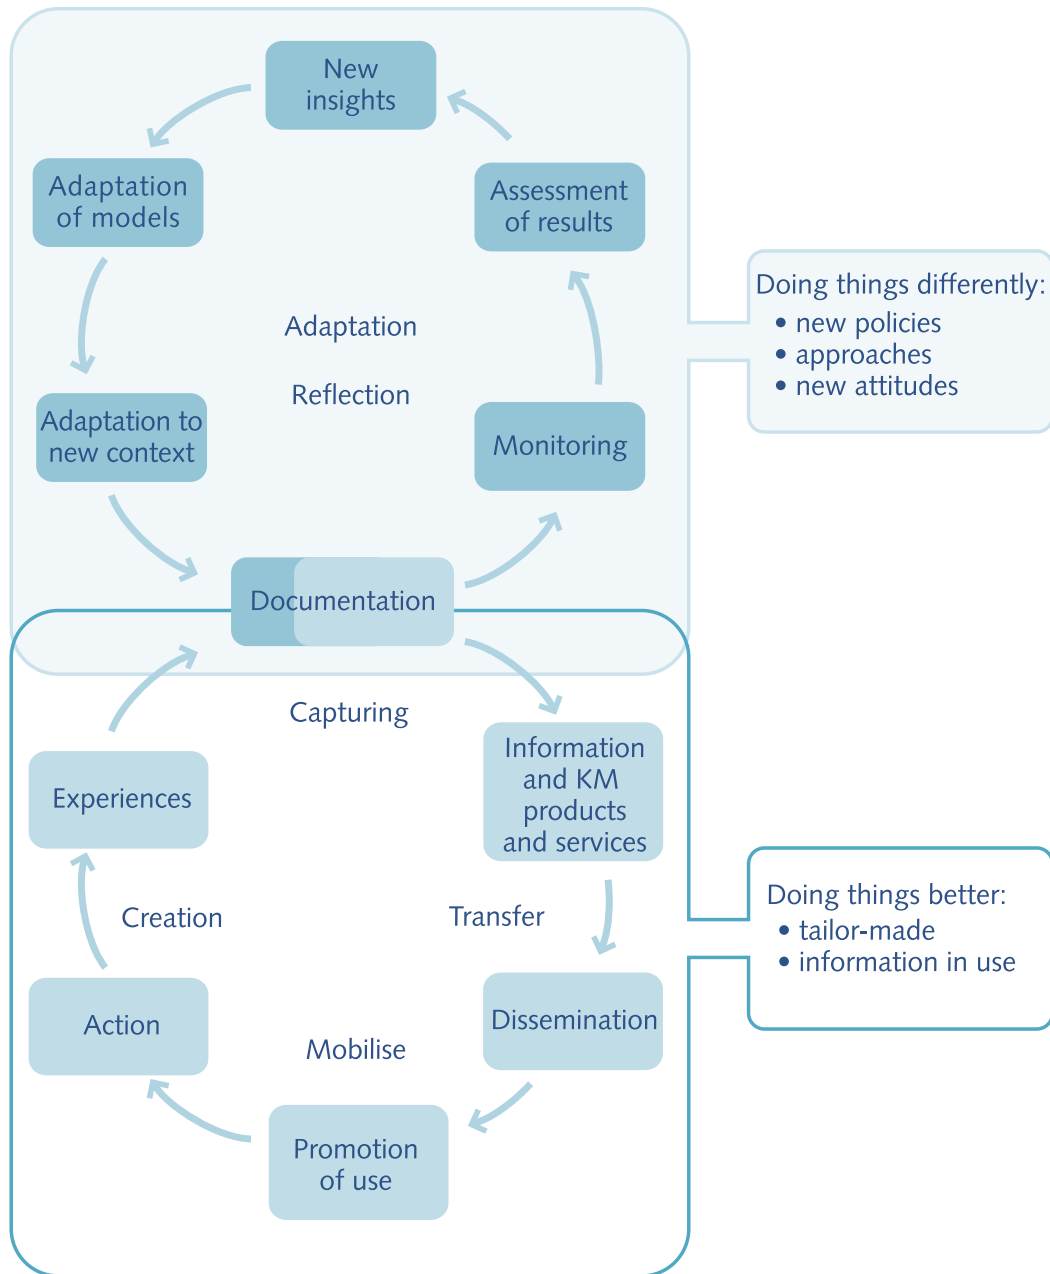 New
insights
Adaptation
of models
Assessment
of results
Doing things differently:
• new policies
• approaches
• new attitudes
Adaptation
Reflection
Adaptation to
new context
Monitoring
Documentation
Capturing
Information
and KM
products
and services
Experiences
Doing things better:
• tailor-made
• information in use
Creation
Transfer
Action
Dissemination
Mobilise
Promotion
of use